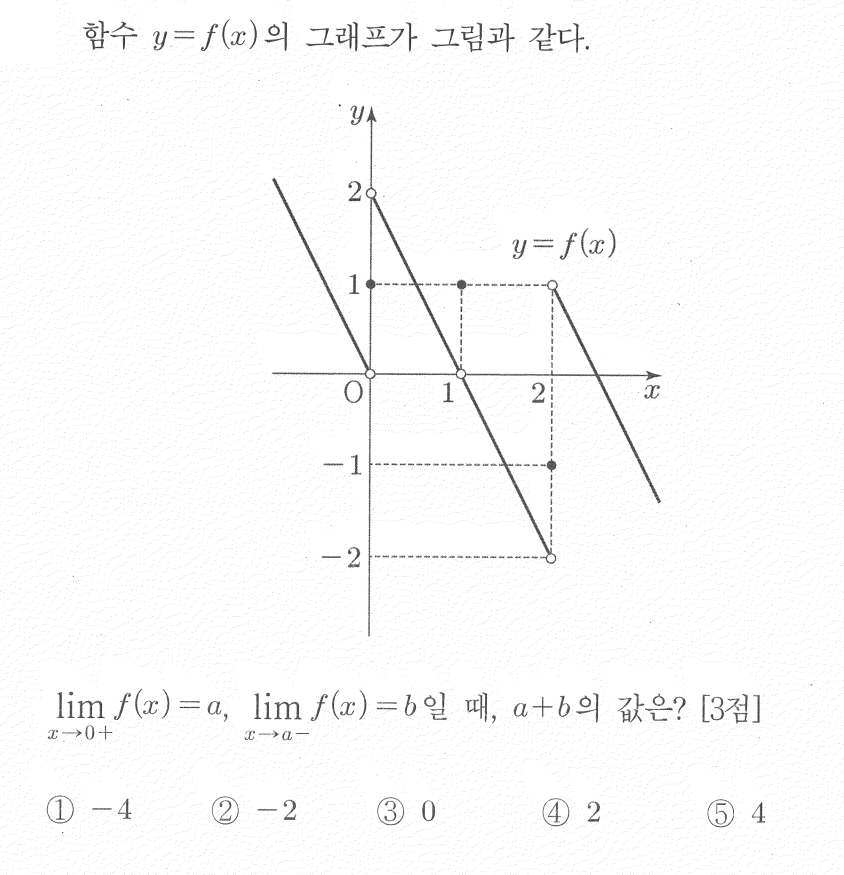 함수 y=f(x)의 그래프가 그림과 같다.
y
2
y=f(x)
1
O 1 2 x
-1
-2
lim f(x)=a, lim f(x)=b일 때, a+b의 값은? [3점]
x→0+ x→a-
① -4 ② -2 ③ 0 ④ 2 ⑤ 4